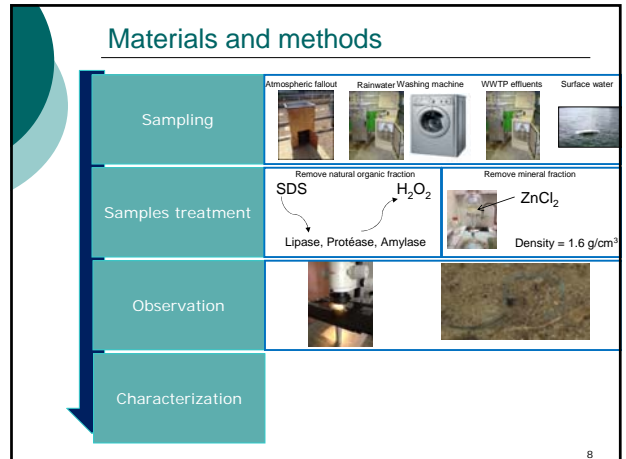 Materials and methods
Sampling
Atmospheric fallout
Rainwater
Washing machine
WWTP effluents
Surface water
Samples treatment
Remove natural organic fraction
SDS
H₂O₂
Lipase, Protéase, Amylase
Remove mineral fraction
ZnCl₂
Density = 1.6 g/cm³
Observation
Characterization
8